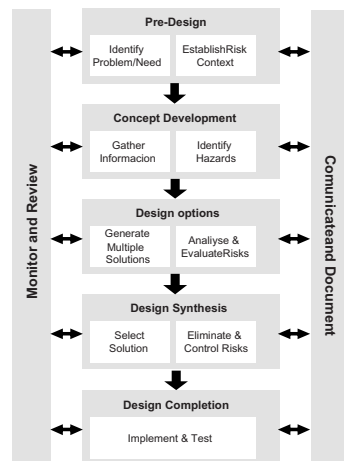 Pre-Design
Identify
Problem/Need
EstablishRisk
Context
Concept Development
Gather
Informacion
Identify
Hazards
Design options
Generate
Multiple
Solutions
Analyse &
EvaluateRisks
Design Synthesis
Select
Solution
Eliminate &
Control Risks
Design Completion
Implement & Test
Monitor and Review
Comunicateand Document